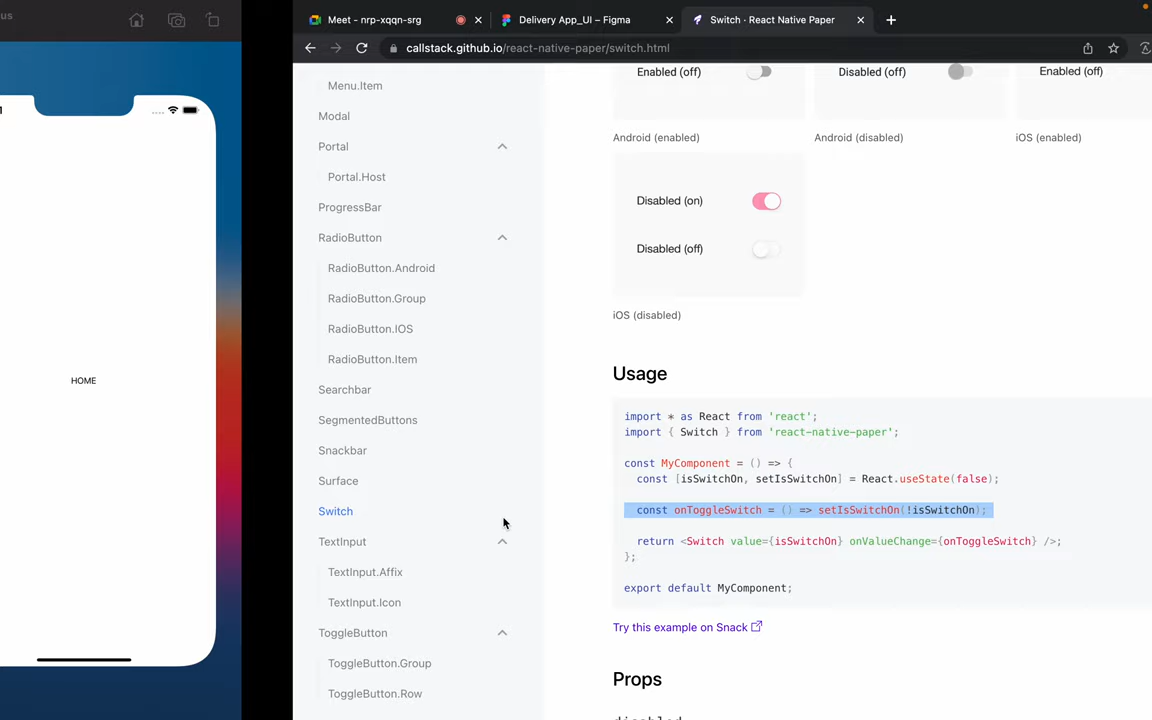 us
Meet - nrp-xqqn-srg
Delivery App_UI – Figma
Switch · React Native Paper
callstack.github.io/react-native-paper/switch.html
HOME
Menu.Item
Modal
Portal
Portal.Host
ProgressBar
RadioButton
RadioButton.Android
RadioButton.Group
RadioButton.IOS
RadioButton.Item
Searchbar
SegmentedButtons
Snackbar
Surface
Switch
TextInput
TextInput.Affix
TextInput.Icon
ToggleButton
ToggleButton.Group
ToggleButton.Row
Enabled (off)
Disabled (off)
Enabled (off)
Android (enabled)
Android (disabled)
iOS (enabled)
Disabled (on)
Disabled (off)
iOS (disabled)
Usage
import * as React from 'react';
import { Switch } from 'react-native-paper';
const MyComponent = () => {
const [isSwitchOn, setIsSwitchOn] = React.useState(false);
const onToggleSwitch = () => setIsSwitchOn(!isSwitchOn);
return <Switch value={isSwitchOn} onValueChange={onToggleSwitch} />;
};
export default MyComponent;
Try this example on Snack
Props
disabled